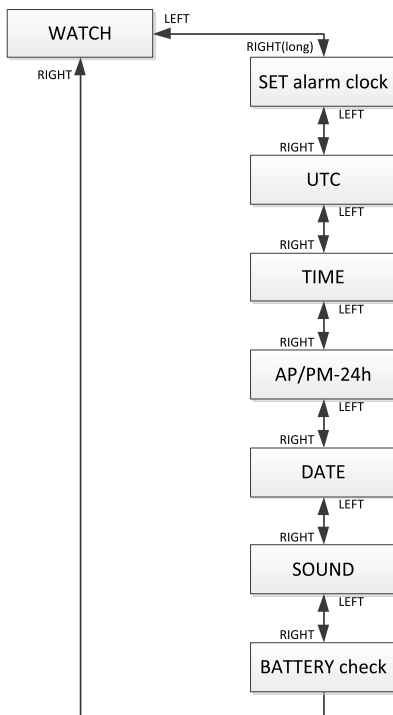 LEFT
WATCH
RIGHT(long)
RIGHT
SET alarm clock
LEFT
RIGHT
UTC
LEFT
RIGHT
TIME
LEFT
RIGHT
AP/PM-24h
LEFT
RIGHT
DATE
LEFT
RIGHT
SOUND
LEFT
RIGHT
BATTERY check